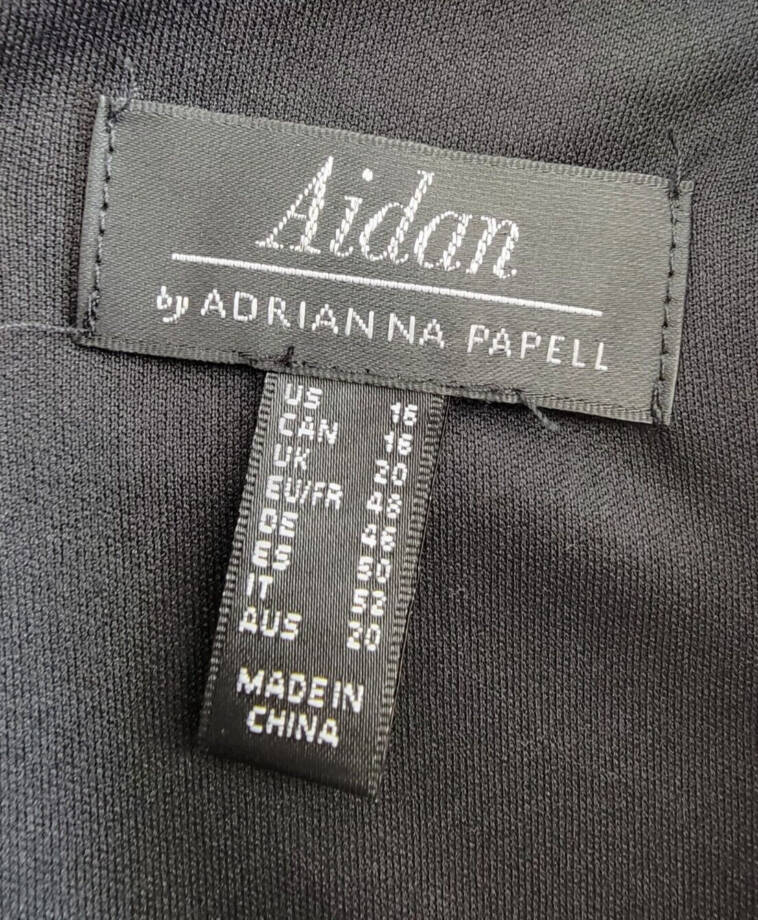 Aidan
by ADRIANNA PAPELL
US 16
CAN 16
UK 20
EU/FR 48
DE 46
ES 50
IT 52
AUS 20
MADE IN
CHINA